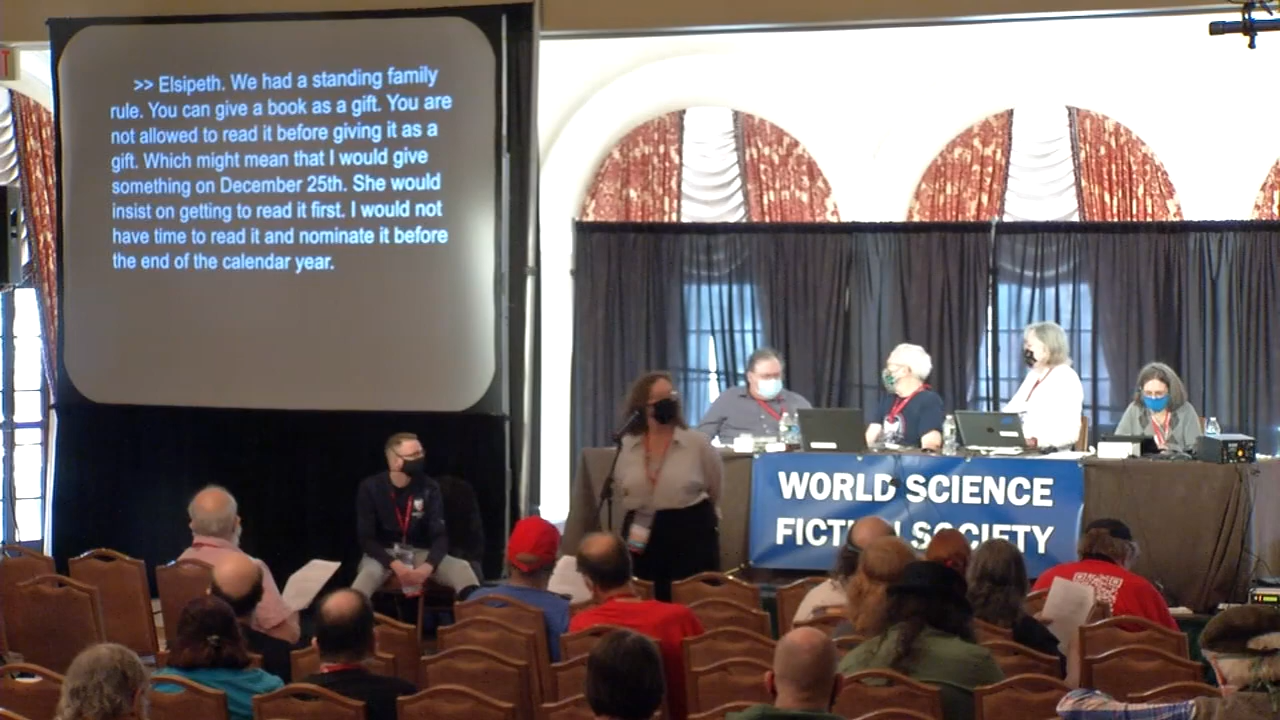 >> Elsipeth. We had a standing family
rule. You can give a book as a gift. You are
not allowed to read it before giving it as a
gift. Which might mean that I would give
something on December 25th. She would
insist on getting to read it first. I would not
have time to read it and nominate it before
the end of the calendar year.
WORLD SCIENCE
FICTION SOCIETY